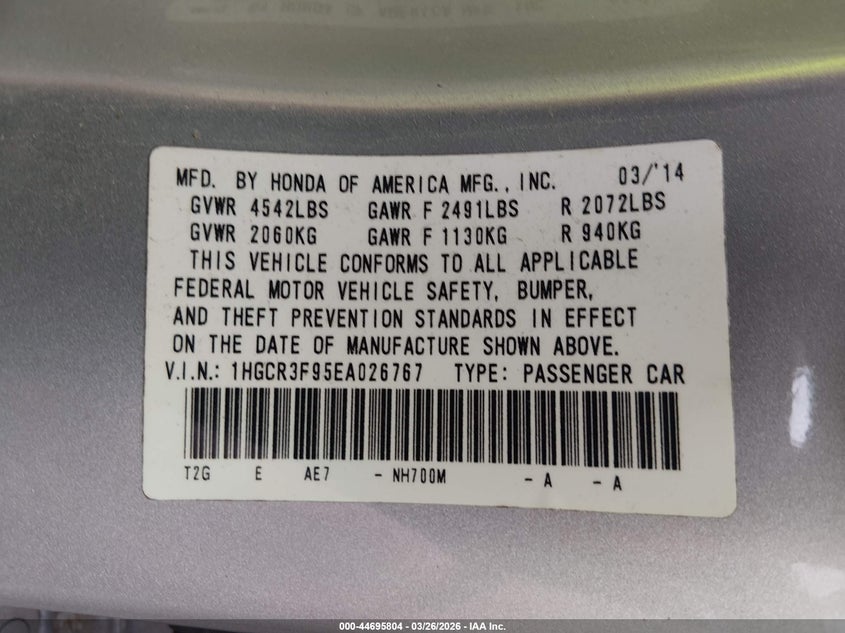 MFD. BY HONDA OF AMERICA MFG., INC. 03/'14
GVWR 4542LBS GAWR F 2491LBS R 2072LBS
GVWR 2060KG GAWR F 1130KG R 940KG
THIS VEHICLE CONFORMS TO ALL APPLICABLE
FEDERAL MOTOR VEHICLE SAFETY, BUMPER,
AND THEFT PREVENTION STANDARDS IN EFFECT
ON THE DATE OF MANUFACTURE SHOWN ABOVE.
V.I.N.: 1HGCR3F95EA026767 TYPE: PASSENGER CAR
T2G E AE7 - NH700M - A - A
000-44695804 - 03/26/2026 - IAA Inc.